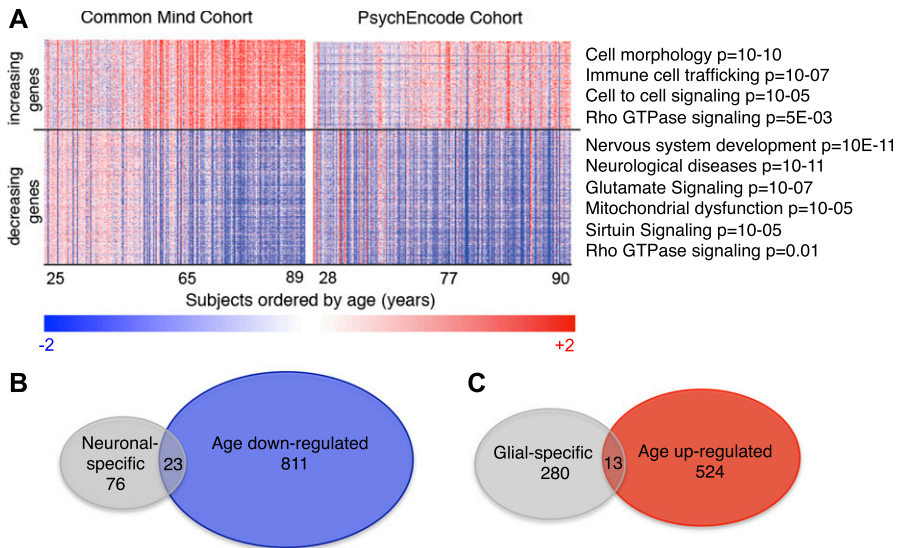 A
Common Mind Cohort
PsychEncode Cohort
increasing
genes
decreasing
genes
Cell morphology p=10-10
Immune cell trafficking p=10-07
Cell to cell signaling p=10-05
Rho GTPase signaling p=5E-03
Nervous system development p=10E-11
Neurological diseases p=10-11
Glutamate Signaling p=10-07
Mitochondrial dysfunction p=10-05
Sirtuin Signaling p=10-05
Rho GTPase signaling p=0.01
25 65 89 28 77 90
Subjects ordered by age (years)
-2 +2
B
Neuronal-
specific
76
23
Age down-regulated
811
C
Glial-specific
280
13
Age up-regulated
524